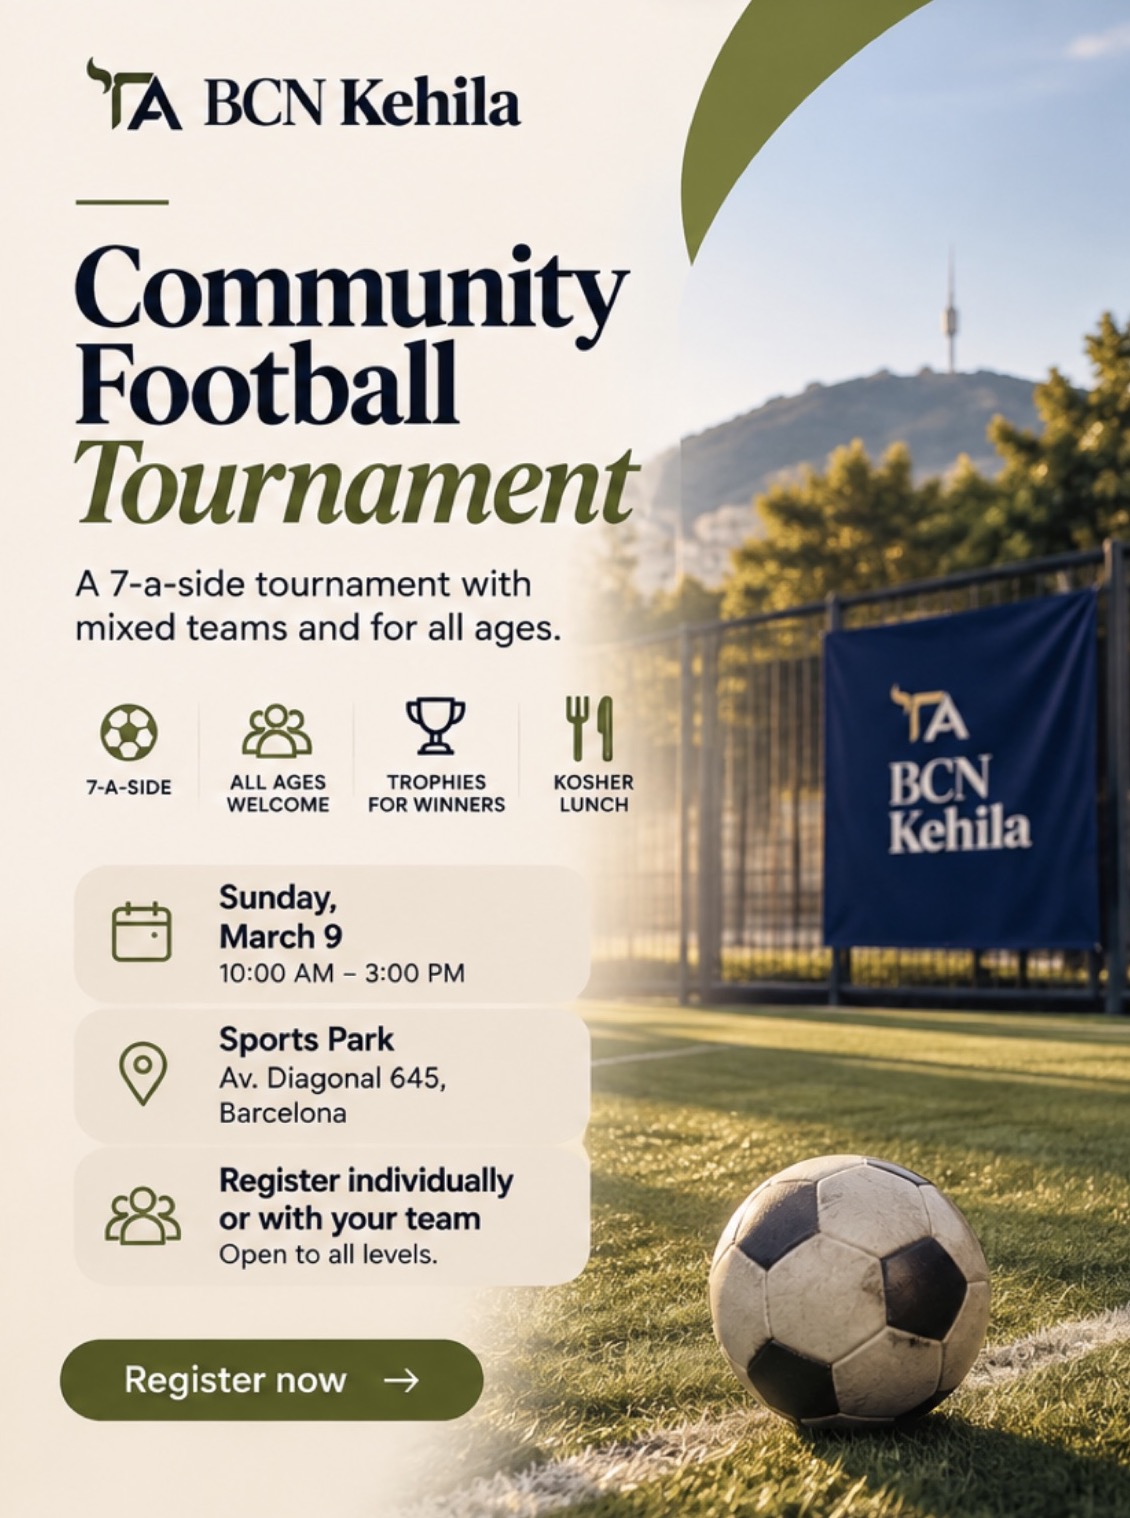 BCN Kehila
Community
Football
Tournament
A 7-a-side tournament with
mixed teams and for all ages.
7-A-SIDE
ALL AGES
WELCOME
TROPHIES
FOR WINNERS
KOSHER
LUNCH
Sunday,
March 9
10:00 AM – 3:00 PM
Sports Park
Av. Diagonal 645,
Barcelona
Register individually
or with your team
Open to all levels.
Register now →
BCN
Kehila